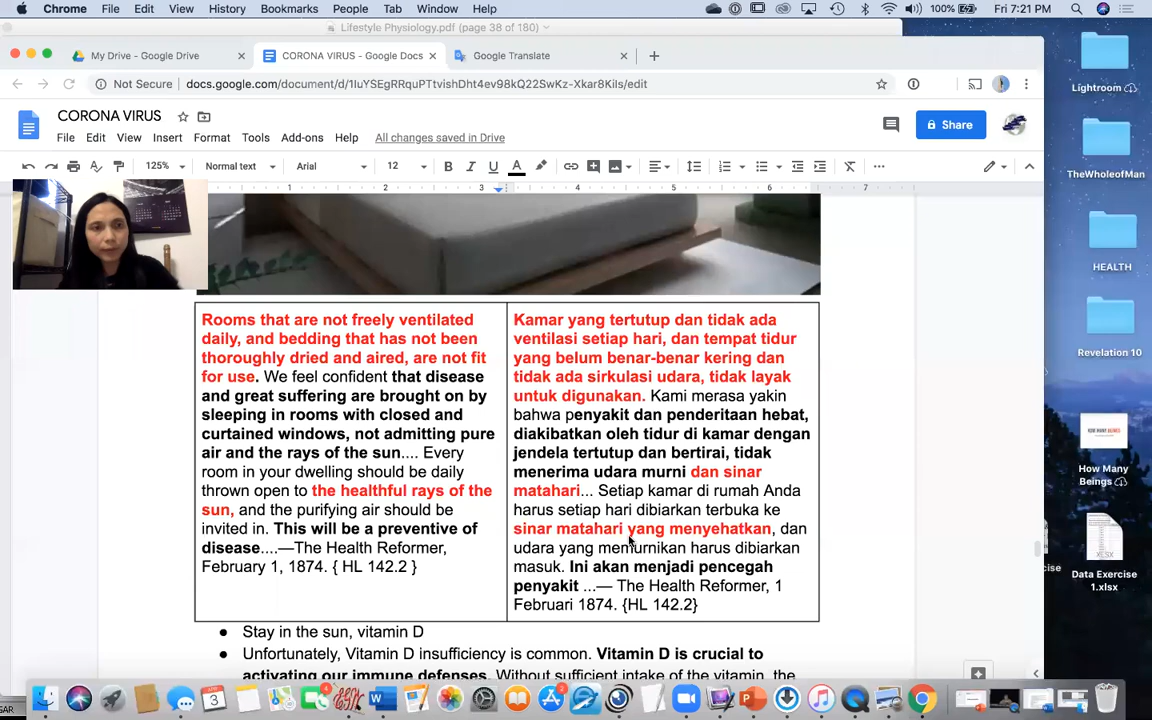 Chrome File Edit View History Bookmarks People Tab Window Help 100% Fri 7:21 PM
Lifestyle Physiology.pdf (page 38 of 180)
My Drive - Google Drive CORONA VIRUS - Google Docs Google Translate
Not Secure docs.google.com/document/d/1luYSEgRRquPTtvishDht4ev98kQ22SwKz-Xkar8Kils/edit
CORONA VIRUS
File Edit View Insert Format Tools Add-ons Help All changes saved in Drive
Share
125% Normal text Arial 12
1 2 3 4 5 6 7
Rooms that are not freely ventilated
daily, and bedding that has not been
thoroughly dried and aired, are not fit
for use. We feel confident that disease
and great suffering are brought on by
sleeping in rooms with closed and
curtained windows, not admitting pure
air and the rays of the sun.... Every
room in your dwelling should be daily
thrown open to the healthful rays of the
sun, and the purifying air should be
invited in. This will be a preventive of
disease....—The Health Reformer,
February 1, 1874. { HL 142.2 }
Kamar yang tertutup dan tidak ada
ventilasi setiap hari, dan tempat tidur
yang belum benar-benar kering dan
tidak ada sirkulasi udara, tidak layak
untuk digunakan. Kami merasa yakin
bahwa penyakit dan penderitaan hebat,
diakibatkan oleh tidur di kamar dengan
jendela tertutup dan bertirai, tidak
menerima udara murni dan sinar
matahari... Setiap kamar di rumah Anda
harus setiap hari dibiarkan terbuka ke
sinar matahari yang menyehatkan, dan
udara yang memurnikan harus dibiarkan
masuk. Ini akan menjadi pencegah
penyakit ...— The Health Reformer, 1
Februari 1874. {HL 142.2}
● Stay in the sun, vitamin D
● Unfortunately, Vitamin D insufficiency is common. Vitamin D is crucial to
activating our immune defenses. Without sufficient intake of the vitamin, the
Lightroom
TheWholeofMan
HEALTH
Revelation 10
How Many
Beings
Data Exercise
1.xlsx